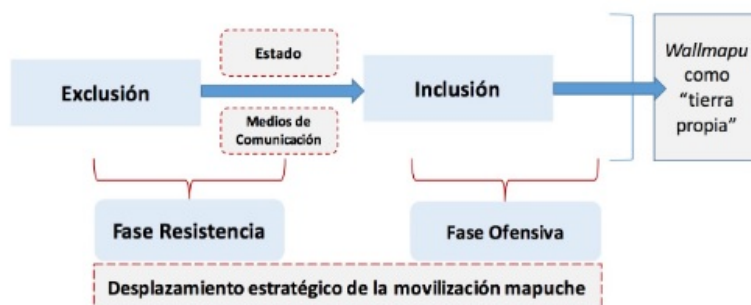 Estado
Exclusión
Medios de
Comunicación
Inclusión
Wallmapu
como
“tierra
propia”
Fase Resistencia
Fase Ofensiva
Desplazamiento estratégico de la movilización mapuche